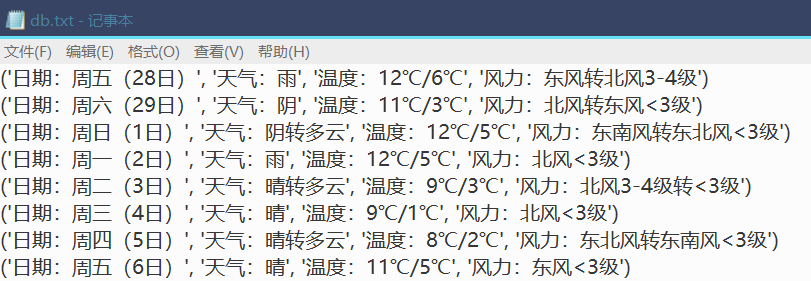 db.txt - 记事本
文件(F) 编辑(E) 格式(O) 查看(V) 帮助(H)
('日期：周五（28日）', '天气：雨', '温度：12℃/6℃', '风力：东风转北风3-4级')
('日期：周六（29日）', '天气：阴', '温度：11℃/3℃', '风力：北风转东风<3级')
('日期：周日（1日）', '天气：阴转多云', '温度：12℃/5℃', '风力：东南风转东北风<3级')
('日期：周一（2日）', '天气：雨', '温度：12℃/5℃', '风力：北风<3级')
('日期：周二（3日）', '天气：晴转多云', '温度：9℃/3℃', '风力：北风3-4级转<3级')
('日期：周三（4日）', '天气：晴', '温度：9℃/1℃', '风力：北风<3级')
('日期：周四（5日）', '天气：晴转多云', '温度：8℃/2℃', '风力：东北风转东南风<3级')
('日期：周五（6日）', '天气：晴', '温度：11℃/5℃', '风力：东风<3级')